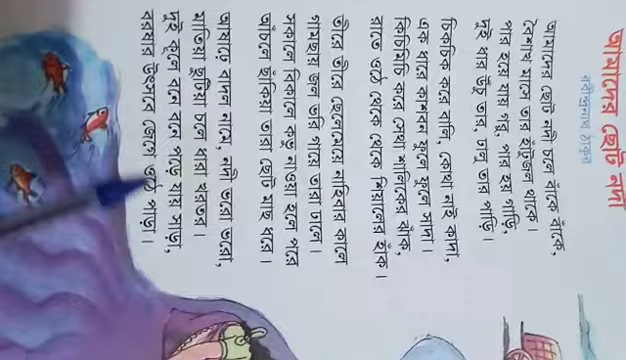 আমাদের ছোট নদী
রবীন্দ্রনাথ ঠাকুর
আমাদের ছোট নদী চলে বাঁকে বাঁকে,
বৈশাখ মাসে তার হাঁটুজল থাকে।
পার হয়ে যায় গরু, পার হয় গাড়ি,
দুই ধার উঁচু তার, ঢালু তার পাড়ি।
চিকচিক করে বালি, কোথা নাই কাদা,
এক ধারে কাশবন ফুলে ফুলে সাদা।
কিচিমিচি করে সেথা শালিকের ঝাঁক,
রাতে ওঠে থেকে থেকে শিয়ালের হাঁক।
তীরে তীরে ছেলেমেয়ে নাহিবার কালে
গামছায় জল ভরি গায়ে তারা ঢালে।
সকালে বিকালে কভু নাওয়া হলে পরে
আঁচলে ছাঁকিয়া তারা ছোট মাছ ধরে।
আষাঢ়ে বাদল নামে, নদী ভরো ভরো,
মাতিয়া ছুটিয়া চলে ধারা খরতর।
দুই কূলে বনে বনে পড়ে যায় সাড়া,
বরষার উৎসবে জেগে ওঠে পাড়া।